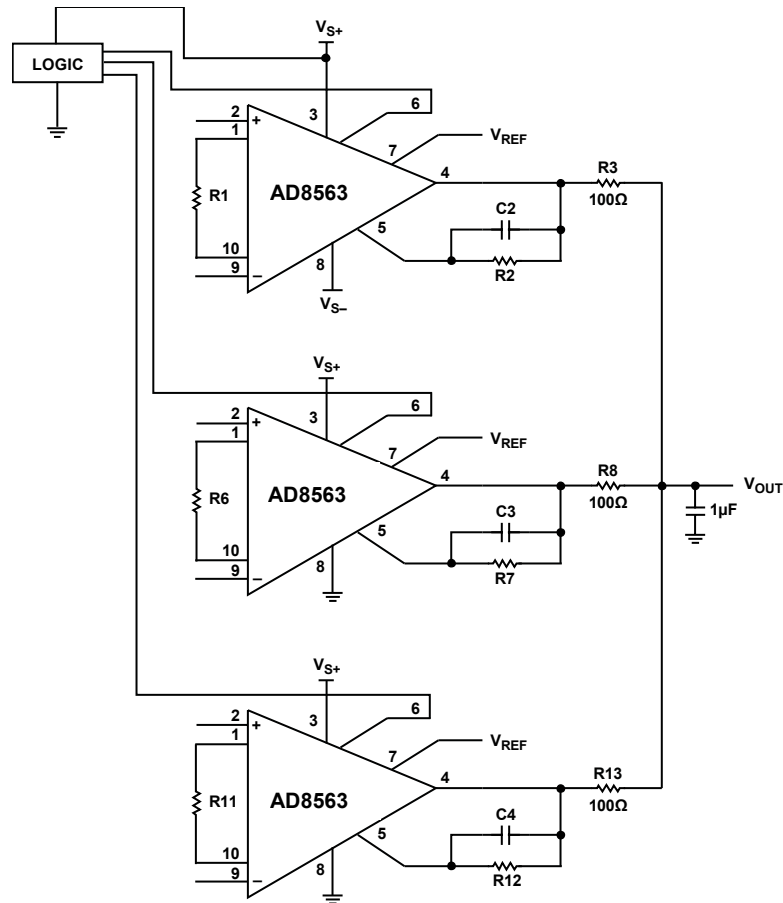 LOGIC
VS+
2
+
1
R1
10
9
–
3
6
7
VREF
AD8563
4
5
8
VS–
C2
R2
R3
100Ω
VS+
2
+
1
R6
10
9
–
3
6
7
VREF
AD8563
4
5
8
C3
R7
R8
100Ω
VOUT
1µF
VS+
2
+
1
R11
10
9
–
3
6
7
VREF
AD8563
4
5
8
C4
R12
R13
100Ω